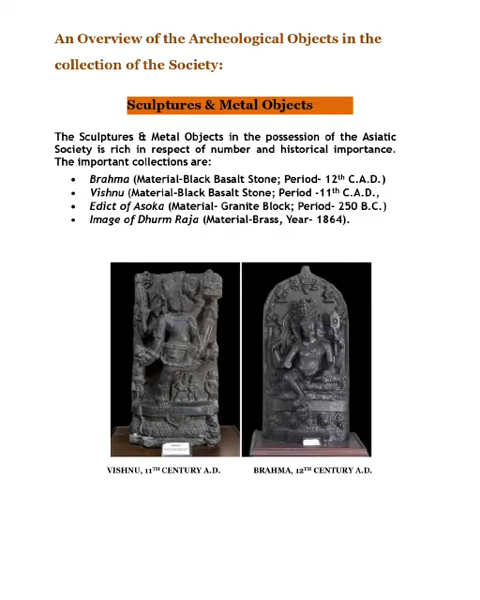 An Overview of the Archeological Objects in the
collection of the Society:
Sculptures & Metal Objects
The Sculptures & Metal Objects in the possession of the Asiatic
Society is rich in respect of number and historical importance.
The important collections are:
• Brahma (Material-Black Basalt Stone; Period- 12th C.A.D.)
• Vishnu (Material-Black Basalt Stone; Period -11th C.A.D.,
• Edict of Asoka (Material- Granite Block; Period- 250 B.C.)
• Image of Dhurm Raja (Material-Brass, Year- 1864).
VISHNU, 11TH CENTURY A.D. BRAHMA, 12TH CENTURY A.D.